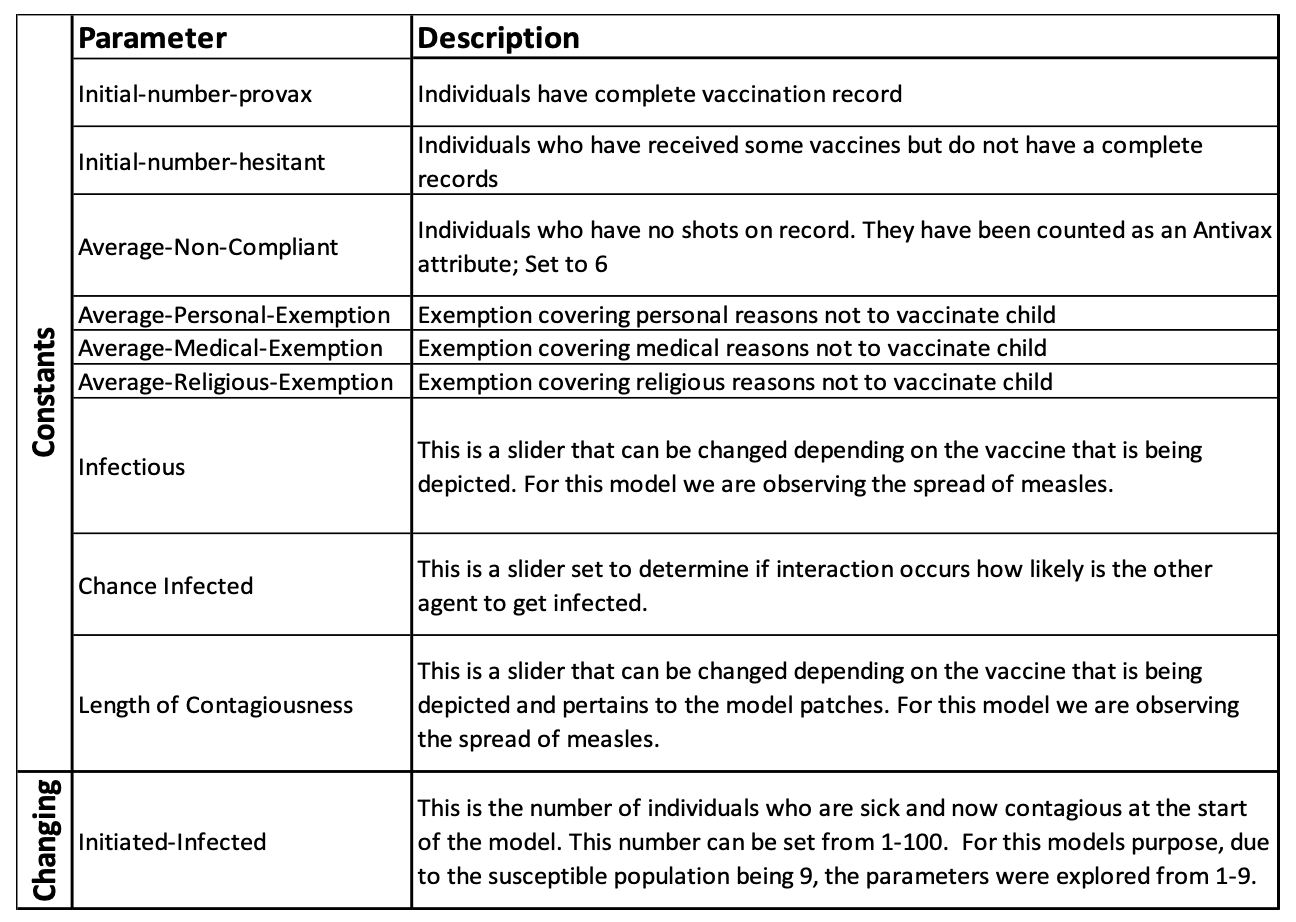 Parameter
Description
Constants
Initial-number-provax
Individuals have complete vaccination record
Initial-number-hesitant
Individuals who have received some vaccines but do not have a complete
records
Average-Non-Compliant
Individuals who have no shots on record. They have been counted as an Antivax
attribute; Set to 6
Average-Personal-Exemption
Exemption covering personal reasons not to vaccinate child
Average-Medical-Exemption
Exemption covering medical reasons not to vaccinate child
Average-Religious-Exemption
Exemption covering religious reasons not to vaccinate child
Infectious
This is a slider that can be changed depending on the vaccine that is being
depicted. For this model we are observing the spread of measles.
Chance Infected
This is a slider set to determine if interaction occurs how likely is the other
agent to get infected.
Length of Contagiousness
This is a slider that can be changed depending on the vaccine that is being
depicted and pertains to the model patches. For this model we are observing
the spread of measles.
Changing
Initiated-Infected
This is the number of individuals who are sick and now contagious at the start
of the model. This number can be set from 1-100.  For this models purpose, due
to the susceptible population being 9, the parameters were explored from 1-9.